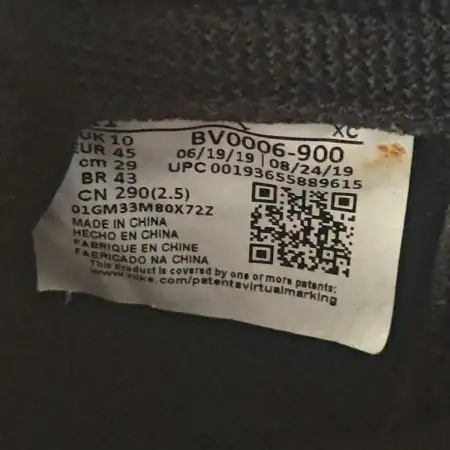 XC
UK 10
BV0006-900
EUR 45
06/19/19 | 08/24/19
cm 29
UPC 00193655889615
BR 43
CN 290(2.5)
01GM33M80X72Z
MADE IN CHINA
HECHO EN CHINA
FABRIQUE EN CHINE
FABRICADO NA CHINA
This product is covered by one or more patents:
www.nike.com/patentsvirtualmarking